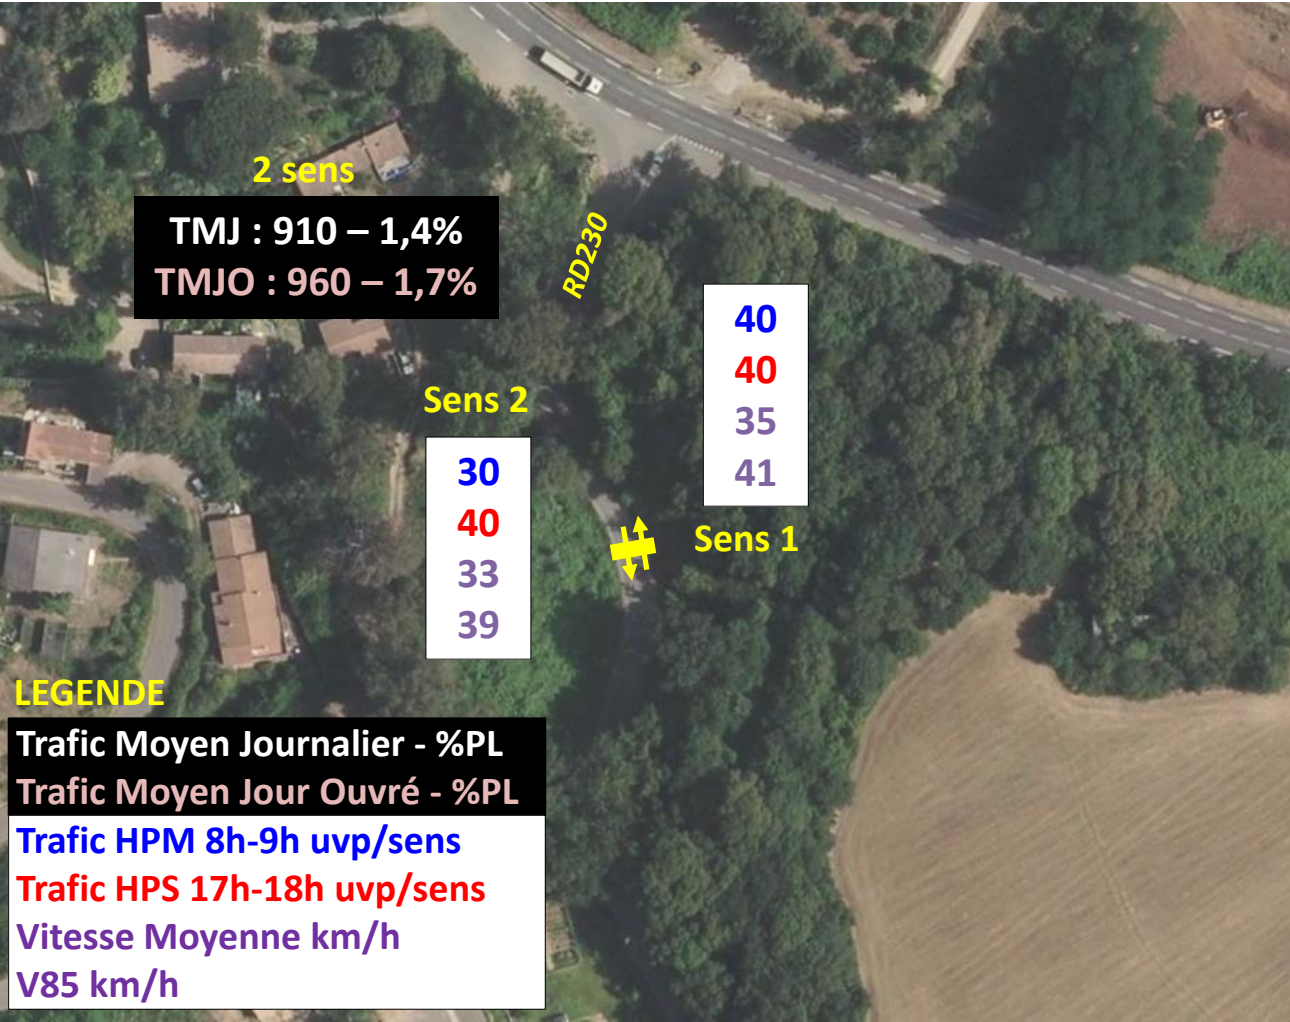 2 sens
TMJ : 910 – 1,4%
TMJO : 960 – 1,7%
RD230
40
40
35
41
Sens 1
Sens 2
30
40
33
39
LEGENDE
Trafic Moyen Journalier - %PL
Trafic Moyen Jour Ouvré - %PL
Trafic HPM 8h-9h uvp/sens
Trafic HPS 17h-18h uvp/sens
Vitesse Moyenne km/h
V85 km/h